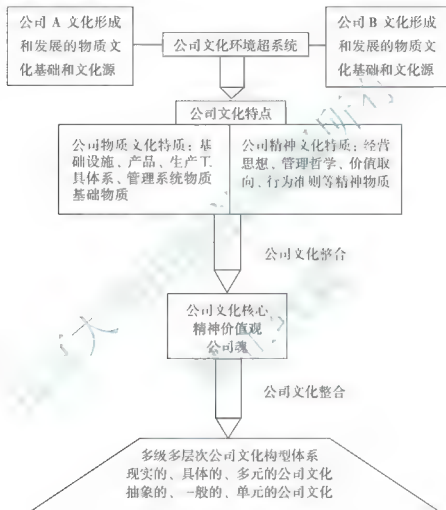 公司 A 文化形成
和发展的物质文
化基础和文化源
公司文化环境超系统
公司 B 文化形成
和发展的物质文
化基础和文化源
公司文化特点
公司物质文化特质：基
础设施、产品、生产工
具体系、管理系统物质
基础物质
公司精神文化特质：经营
思想、管理哲学、价值取
向、行为准则等精神物质
公司文化整合
公司文化核心
精神价值观
公司魂
公司文化整合
多级多层次公司文化构型体系
现实的、具体的、多元的公司文化
抽象的、一般的、单元的公司文化